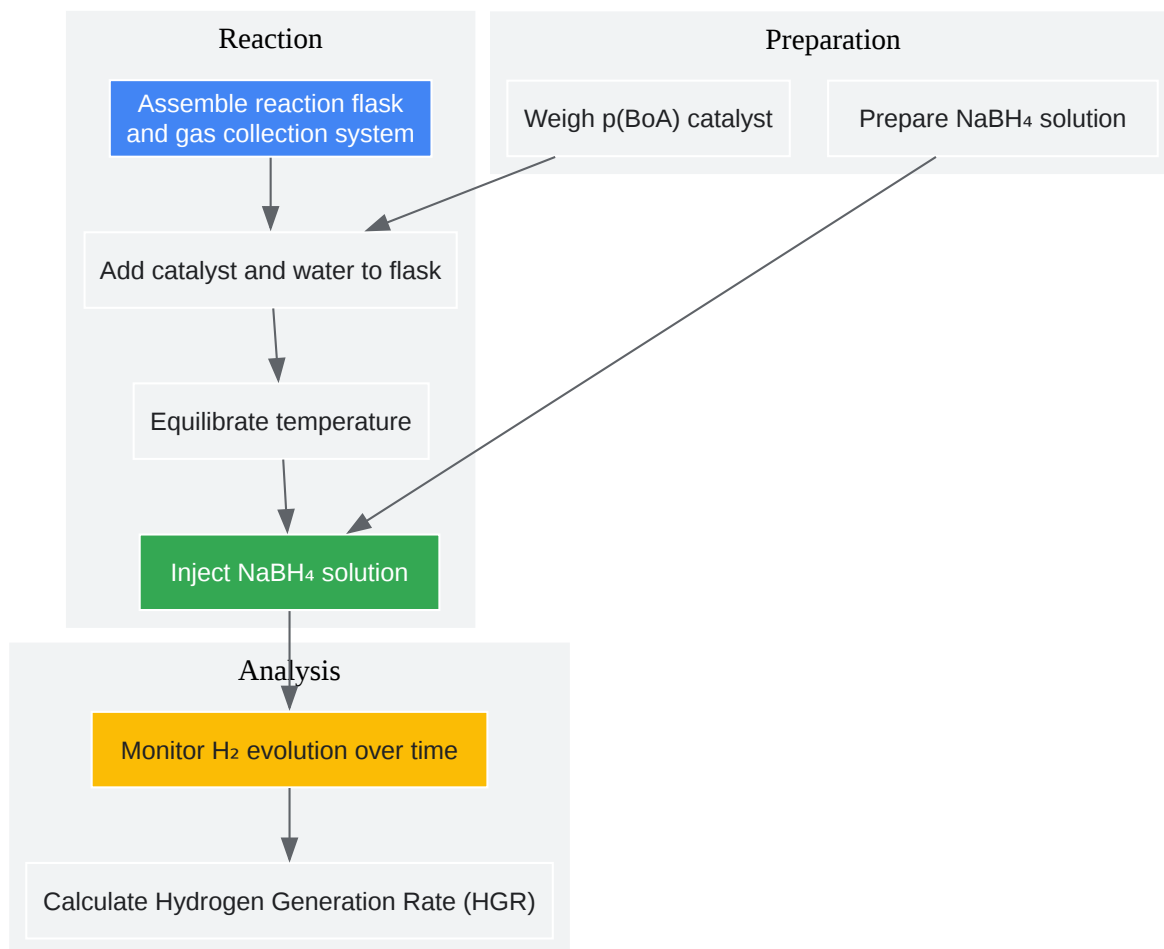 Reaction
Preparation
Assemble reaction flask
and gas collection system
Weigh p(BoA) catalyst
Prepare NaBH₄ solution
Add catalyst and water to flask
Equilibrate temperature
Inject NaBH₄ solution
Analysis
Monitor H₂ evolution over time
Calculate Hydrogen Generation Rate (HGR)